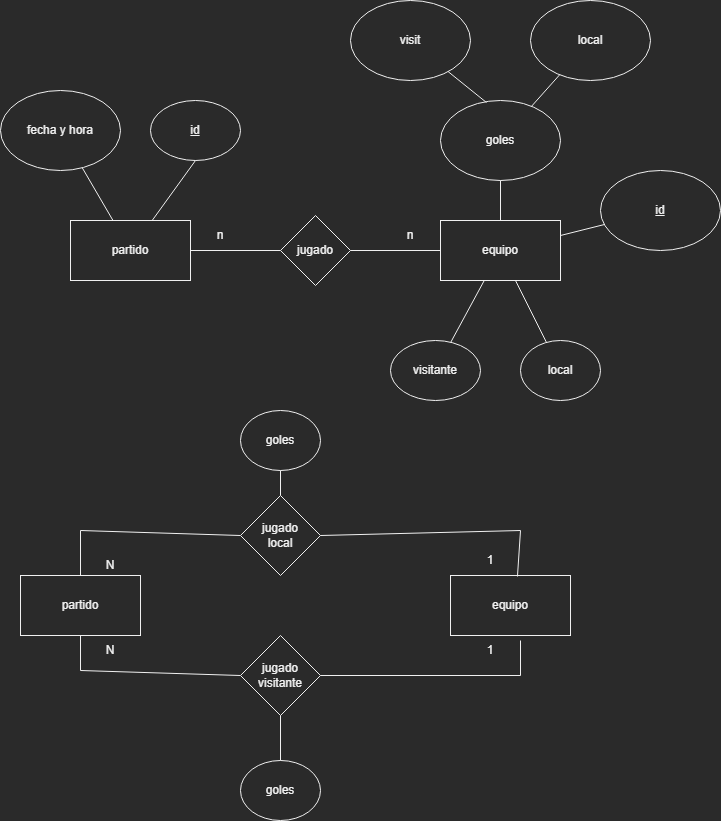 visit
local
goles
fecha y hora
id
id
partido
n
jugado
n
equipo
visitante
local
goles
jugado
local
N
1
partido
equipo
N
1
jugado
visitante
goles